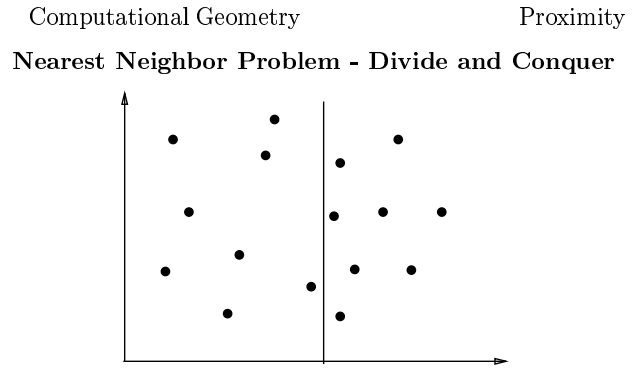 Computational Geometry Proximity
Nearest Neighbor Problem - Divide and Conquer